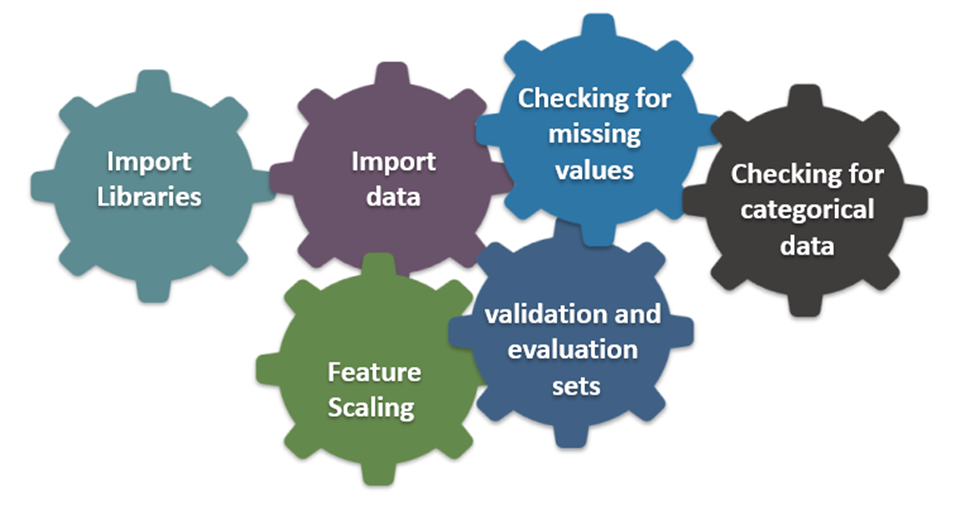 Import
Libraries
Import
data
Checking for
missing
values
Checking for
categorical
data
Feature
Scaling
validation and
evaluation
sets